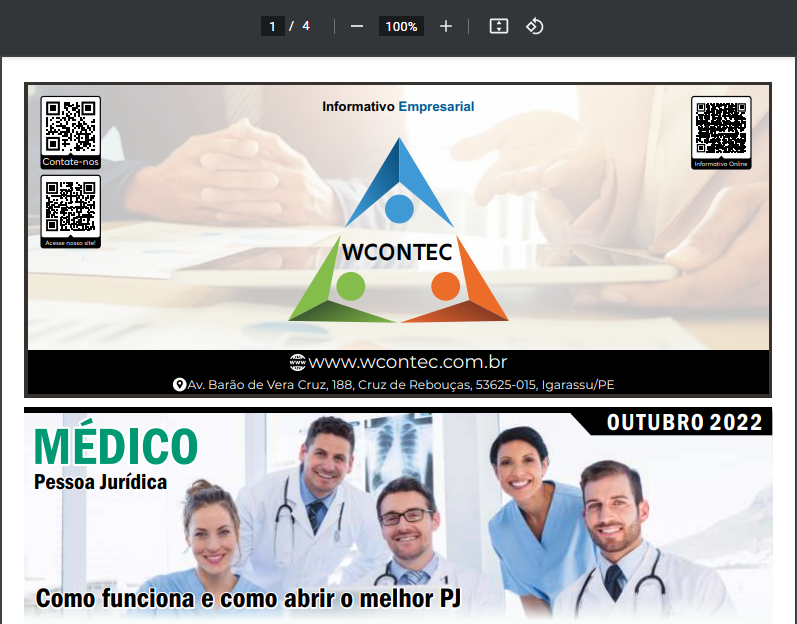 1 / 4
100%
Informativo Empresarial
Contate-nos
Informativo Online
Acesse nosso site!
WCONTEC
www
www.wcontec.com.br
Av. Barão de Vera Cruz, 188, Cruz de Rebouças, 53625-015, Igarassu/PE
OUTUBRO 2022
MÉDICO
Pessoa Jurídica
Como funciona e como abrir o melhor PJ